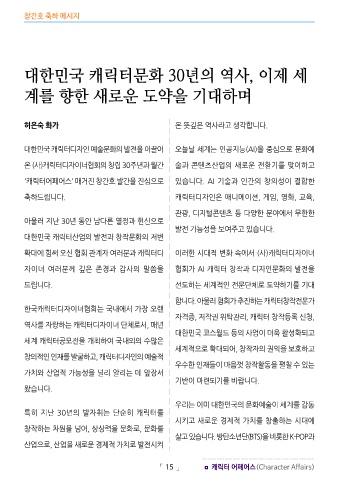 창간호 축하 메시지
대한민국 캐릭터문화 30년의 역사, 이제 세
계를 향한 새로운 도약을 기대하며
허은숙 화가
대한민국 캐릭터디자인 예술문화의 발전을 이끌어
온 (사)캐릭터디자이너협회의 창립 30주년과 월간
'캐릭터어페어스' 매거진 창간호 발간을 진심으로
축하드립니다.
아울러 지난 30년 동안 남다른 열정과 헌신으로
대한민국 캐릭터산업의 발전과 창작문화의 저변
확대에 힘써 오신 협회 관계자 여러분과 캐릭터디
자이너 여러분께 깊은 존경과 감사의 말씀을
드립니다.
한국캐릭터디자이너협회는 국내에서 가장 오랜
역사를 자랑하는 캐릭터디자이너 단체로서, 매년
세계 캐릭터공모전을 개최하여 국내외의 수많은
창의적인 인재를 발굴하고, 캐릭터디자인의 예술적
가치와 산업적 가능성을 널리 알리는 데 앞장서
왔습니다.
특히 지난 30년의 발자취는 단순히 캐릭터를
창작하는 차원을 넘어, 상상력을 문화로, 문화를
산업으로, 산업을 새로운 경제적 가치로 발전시켜
온 뜻깊은 역사라고 생각합니다.
오늘날 세계는 인공지능(AI)을 중심으로 문화예
술과 콘텐츠산업의 새로운 전환기를 맞이하고
있습니다. AI 기술과 인간의 창의성이 결합한
캐릭터디자인은 애니메이션, 게임, 영화, 교육,
관광, 디지털콘텐츠 등 다양한 분야에서 무한한
발전 가능성을 보여주고 있습니다.
이러한 시대적 변화 속에서 (사)캐릭터디자이너
협회가 AI 캐릭터 창작과 디자인문화의 발전을
선도하는 세계적인 전문단체로 도약하기를 기대
합니다. 아울러 협회가 추진하는 캐릭터창작전문가
자격증, 저작권 위탁관리, 캐릭터 창작등록 신청,
대한민국 코스월드 등의 사업이 더욱 활성화되고
세계적으로 확대되어, 창작자의 권익을 보호하고
우수한 인재들이 마음껏 창작활동을 펼칠 수 있는
기반이 마련되기를 바랍니다.
우리는 이미 대한민국의 문화예술이 세계를 감동
시키고 새로운 경제적 가치를 창출하는 시대에
살고 있습니다. 방탄소년단(BTS)을 비롯한 K-POP과
「 15 」
캐릭터 어페어스(Character Affairs)